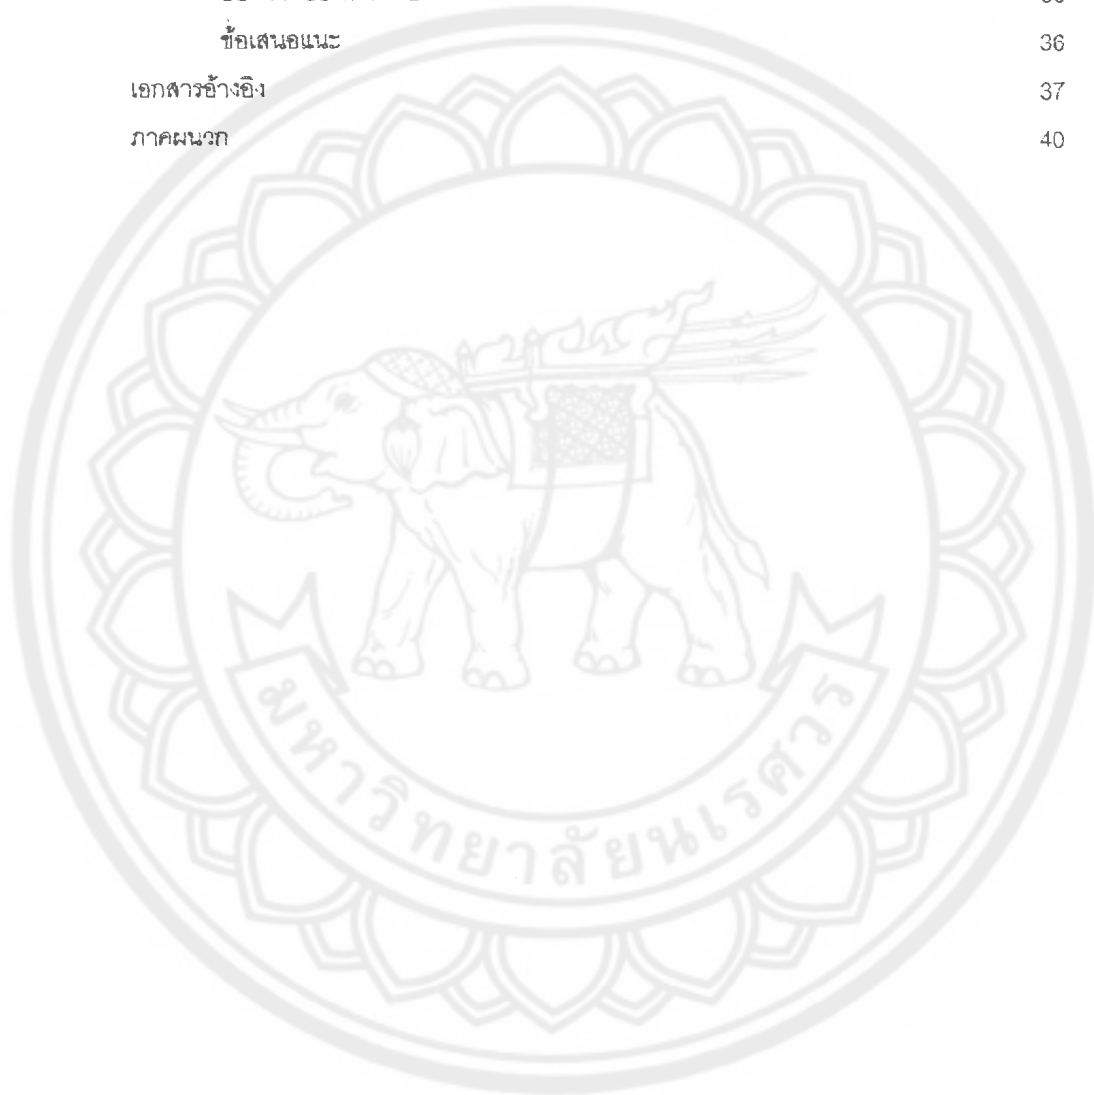 ข้อเสนอแนะ 36
เอกสารอ้างอิง 37
ภาคผนวก 40
มหาวิทยาลัยนเรศวร